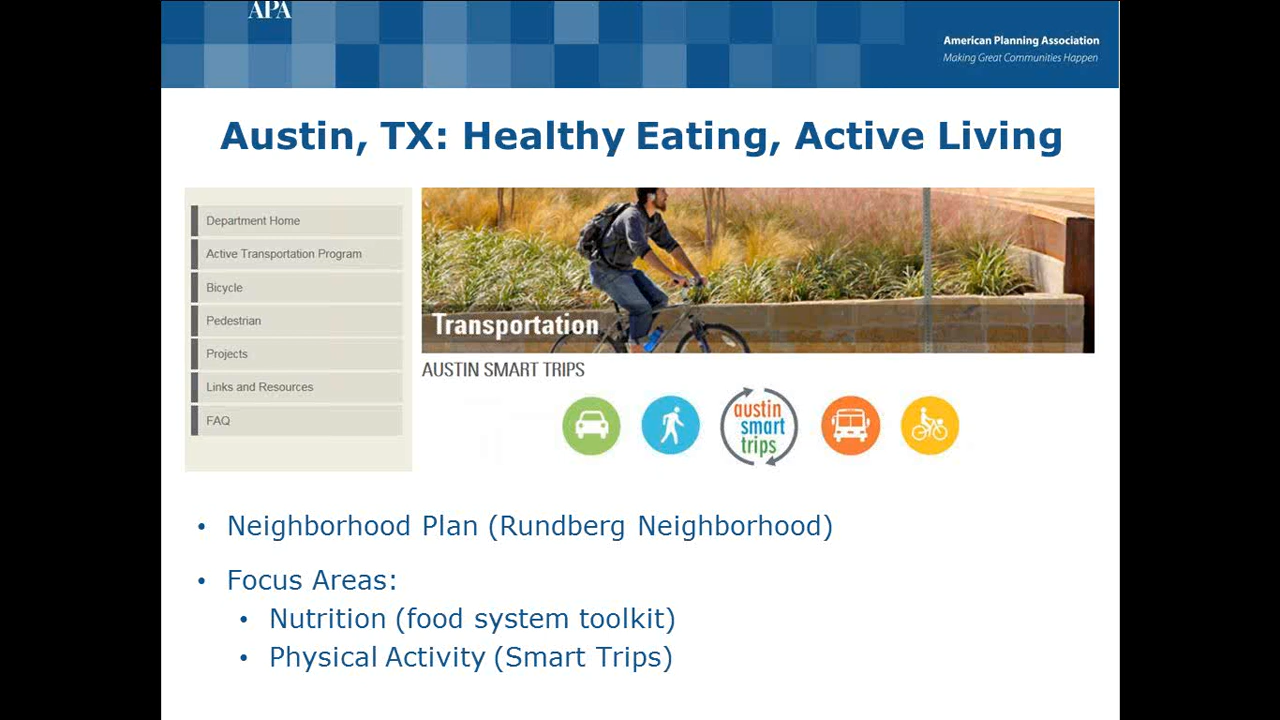 APA
American Planning Association
Making Great Communities Happen
Austin, TX: Healthy Eating, Active Living
Department Home
Active Transportation Program
Bicycle
Pedestrian
Projects
Links and Resources
FAQ
Transportation
AUSTIN SMART TRIPS
austin
smart
trips
• Neighborhood Plan (Rundberg Neighborhood)
• Focus Areas:
• Nutrition (food system toolkit)
• Physical Activity (Smart Trips)